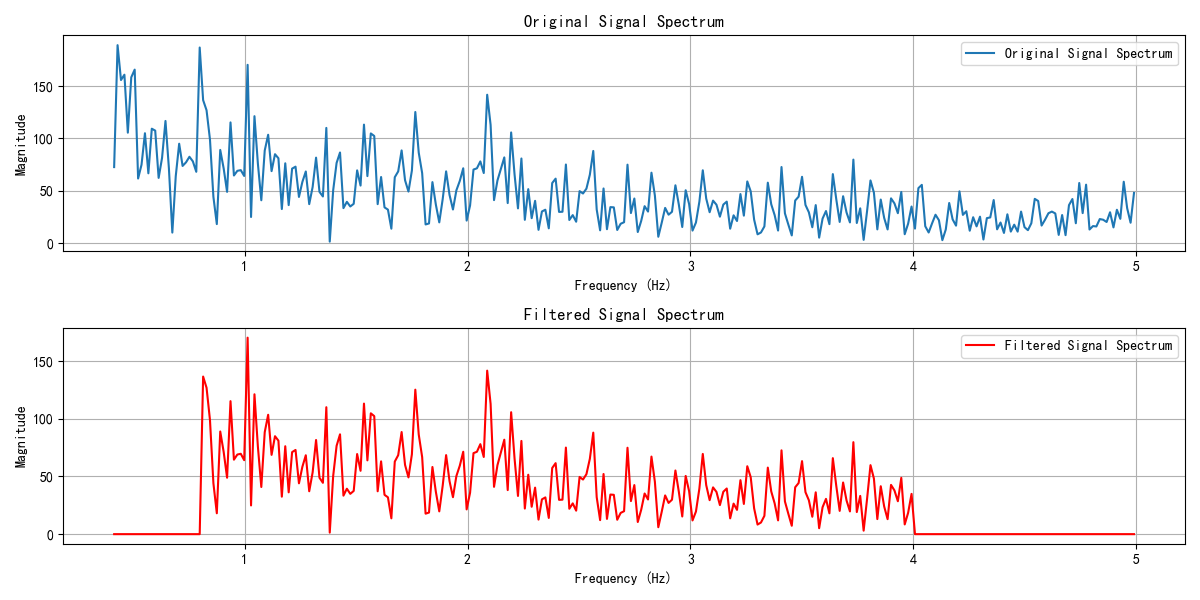 Original Signal Spectrum
Original Signal Spectrum
Magnitude
150
100
50
0
1 2 3 4 5
Frequency (Hz)
Filtered Signal Spectrum
Filtered Signal Spectrum
Magnitude
150
100
50
0
1 2 3 4 5
Frequency (Hz)